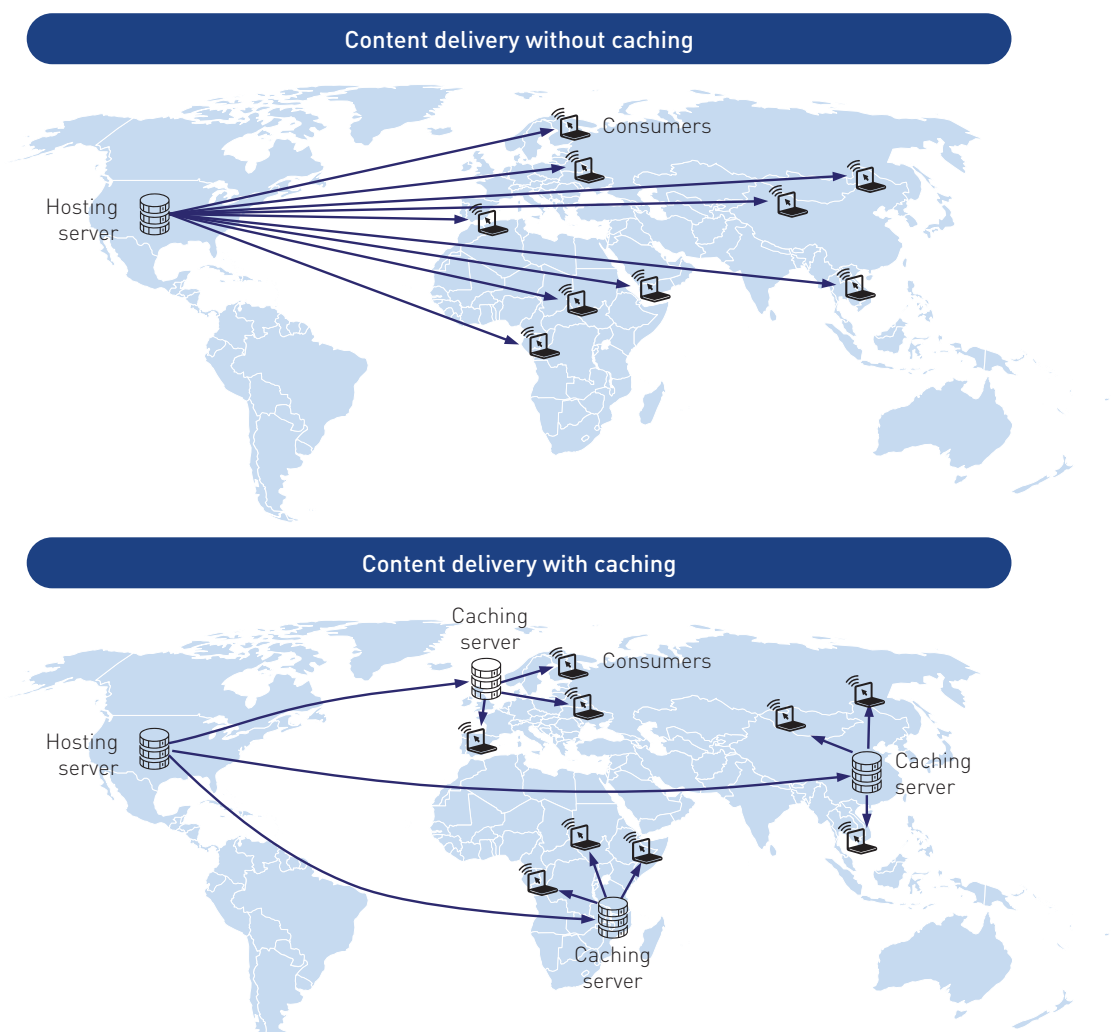 Content delivery without caching
Consumers
Hosting
server
Content delivery with caching
Caching
server
Consumers
Hosting
server
Caching
server
Caching
server